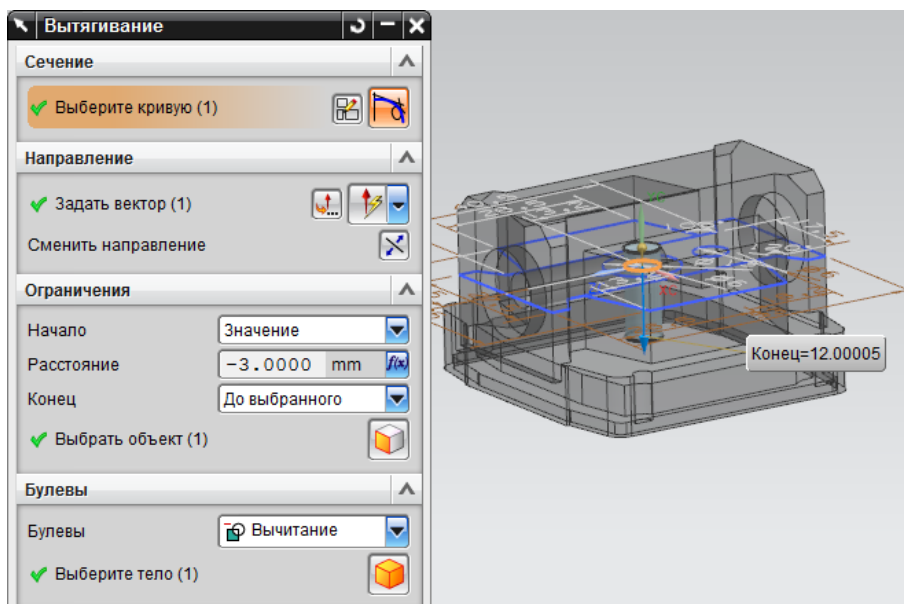 Вытягивание
Сечение
Выберите кривую (1)
Направление
Задать вектор (1)
Сменить направление
Ограничения
Начало Значение
Расстояние -3.0000 mm f(x)
Конец До выбранного
Выбрать объект (1)
Булевы
Булевы Вычитание
Выберите тело (1)
Конец=12.00005